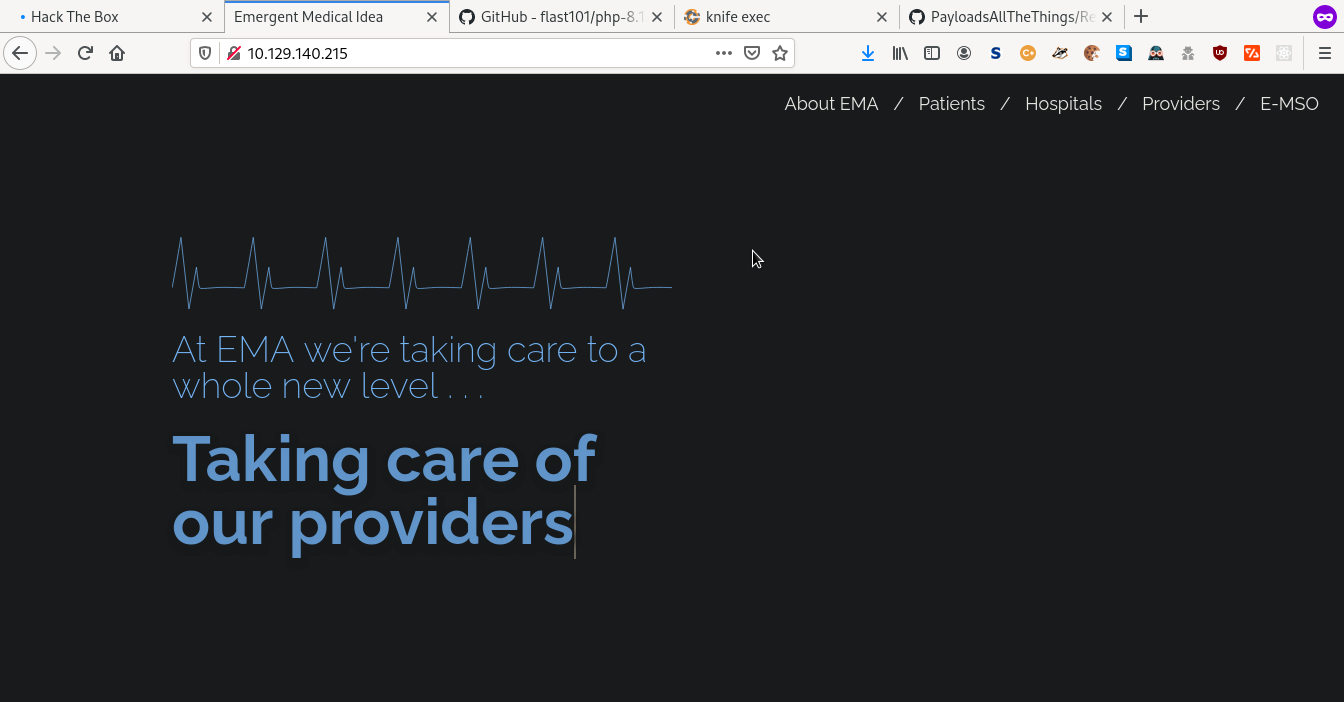 Hack The Box
Emergent Medical Idea
GitHub - flast101/php-8.1
knife exec
PayloadsAllTheThings/Re
10.129.140.215
About EMA / Patients / Hospitals / Providers / E-MSO
At EMA we're taking care to a
whole new level . . .
Taking care of
our providers